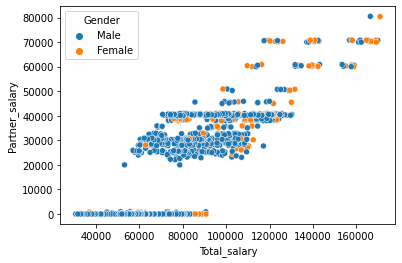 Gender
Male
Female
80000
70000
60000
50000
40000
30000
20000
10000
0
Partner_salary
40000 60000 80000 100000 120000 140000 160000
Total_salary